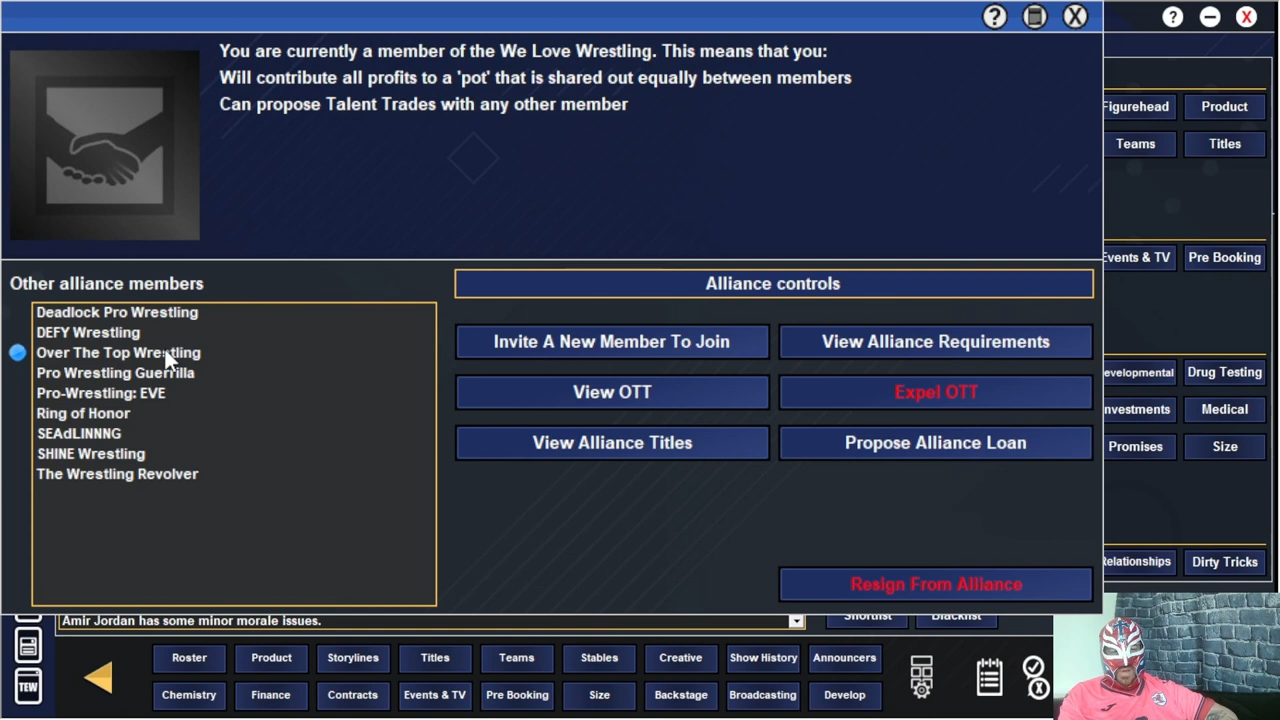 You are currently a member of the We Love Wrestling. This means that you:
Will contribute all profits to a 'pot' that is shared out equally between members
Can propose Talent Trades with any other member
Figurehead
Product
Teams
Titles
Events & TV
Pre Booking
Other alliance members
Alliance controls
Deadlock Pro Wrestling
DEFY Wrestling
Over The Top Wrestling
Pro Wrestling Guerrilla
Pro-Wrestling: EVE
Ring of Honor
SEAdLINNNG
SHINE Wrestling
The Wrestling Revolver
Invite A New Member To Join
View Alliance Requirements
View OTT
Expel OTT
View Alliance Titles
Propose Alliance Loan
Resign From Alliance
evelopmental
Drug Testing
nvestments
Medical
Promises
Size
Relationships
Dirty Tricks
Amir Jordan has some minor morale issues.
Shortlist
Blacklist
Roster
Product
Storylines
Titles
Teams
Stables
Creative
Show History
Announcers
Chemistry
Finance
Contracts
Events & TV
Pre Booking
Size
Backstage
Broadcasting
Develop
TEW